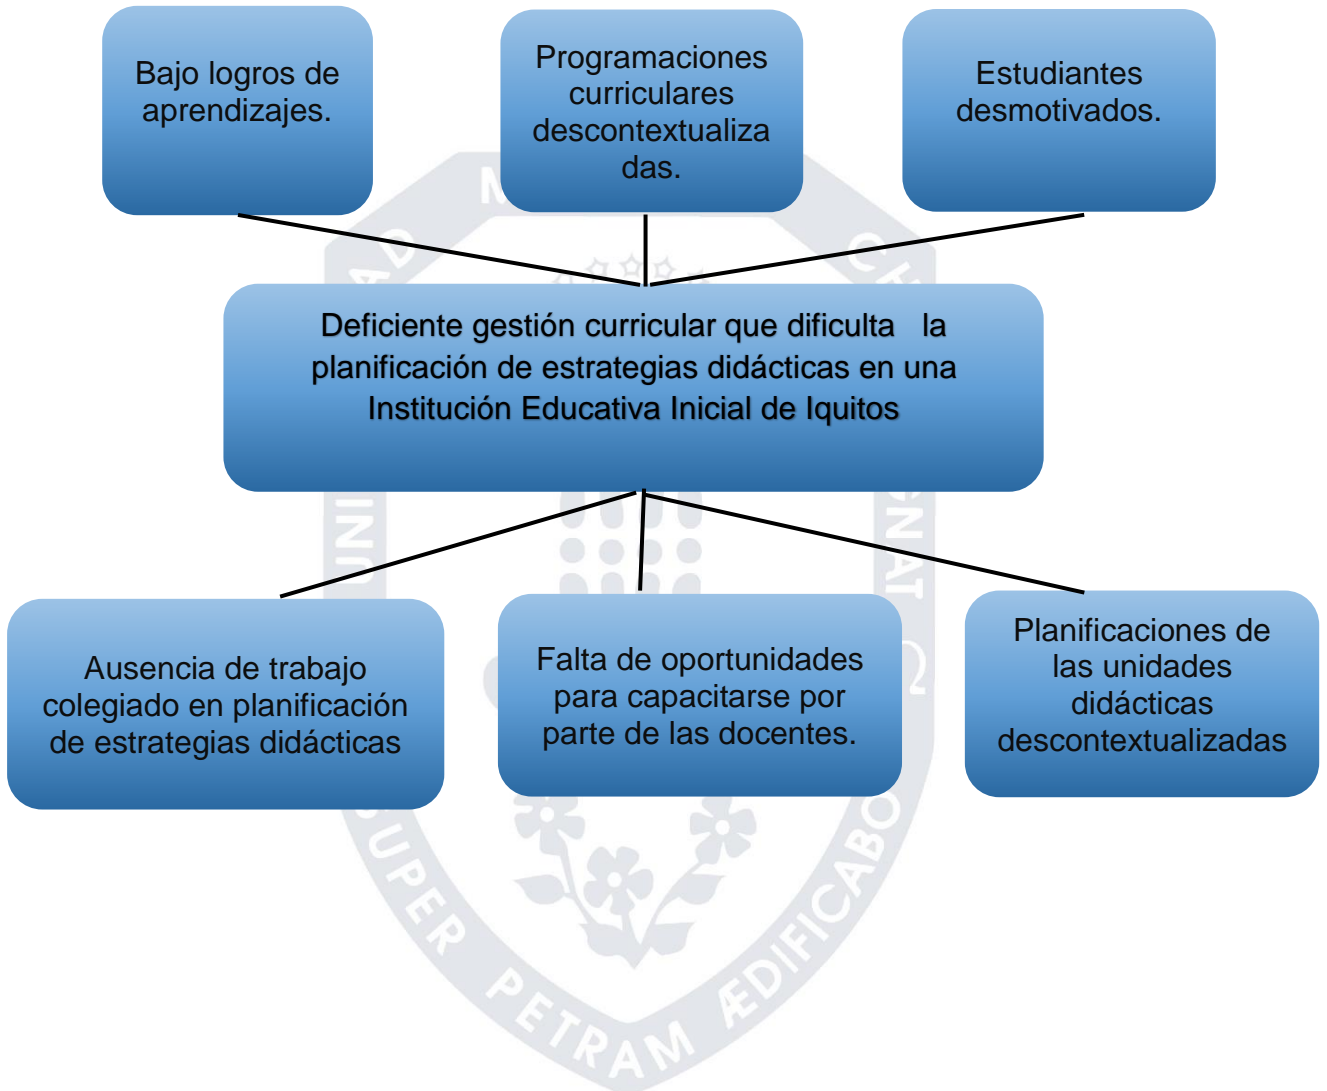 Bajo logros de
aprendizajes.
Programaciones
curriculares
descontextualiza
das.
Estudiantes
desmotivados.
Deficiente gestión curricular que dificulta la
planificación de estrategias didácticas en una
Institución Educativa Inicial de Iquitos
Ausencia de trabajo
colegiado en planificación
de estrategias didácticas
Falta de oportunidades
para capacitarse por
parte de las docentes.
Planificaciones de
las unidades
didácticas
descontextualizadas
SUPER PETRAM ÆDIFICABO